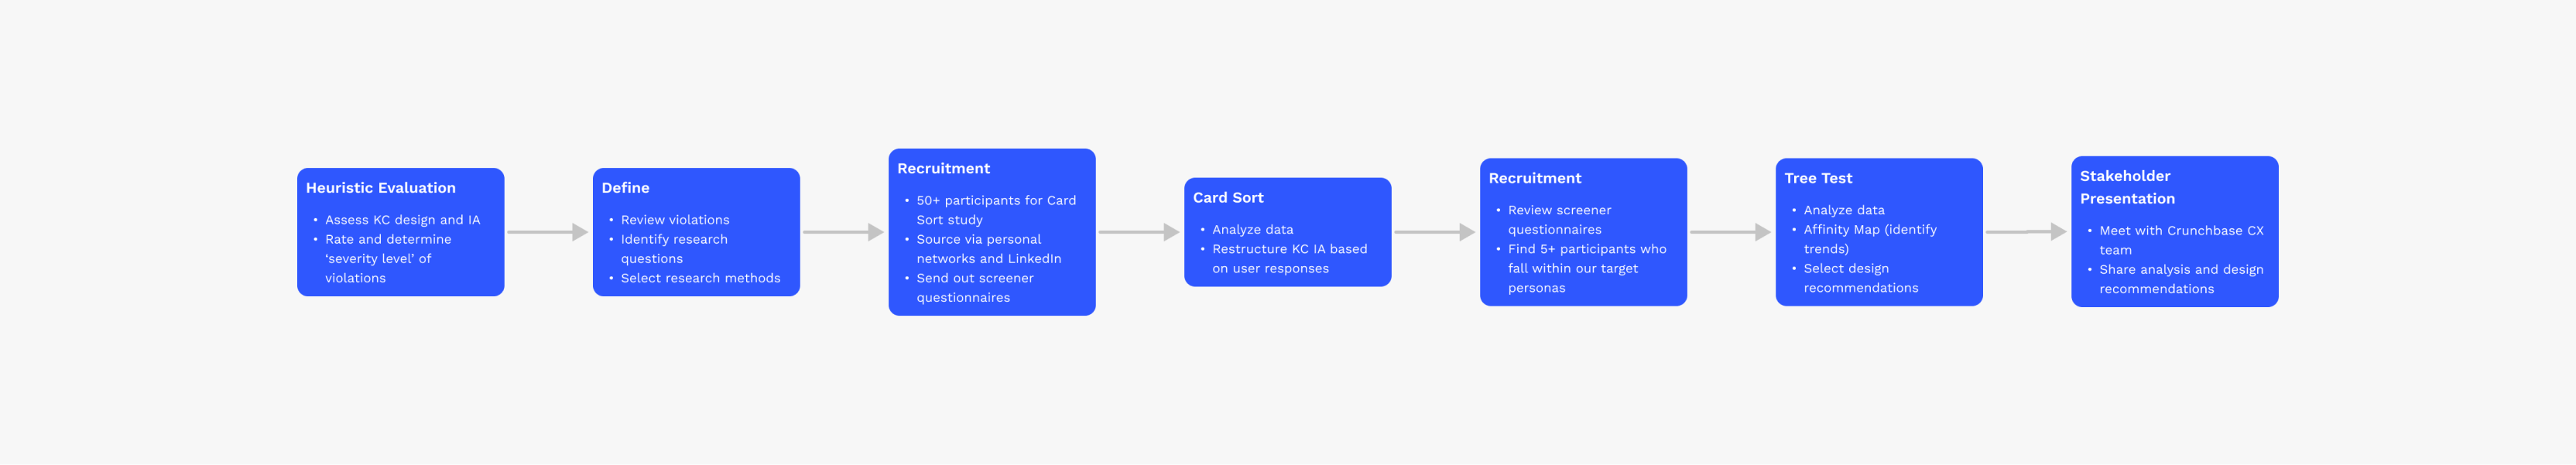 Heuristic Evaluation
• Assess KC design and IA
• Rate and determine
‘severity level’ of
violations
Define
• Review violations
• Identify research
questions
• Select research methods
Recruitment
• 50+ participants for Card
Sort study
• Source via personal
networks and LinkedIn
• Send out screener
questionnaires
Card Sort
• Analyze data
• Restructure KC IA based
on user responses
Recruitment
• Review screener
questionnaires
• Find 5+ participants who
fall within our target
personas
Tree Test
• Analyze data
• Affinity Map (identify
trends)
• Select design
recommendations
Stakeholder
Presentation
• Meet with Crunchbase CX
team
• Share analysis and design
recommendations